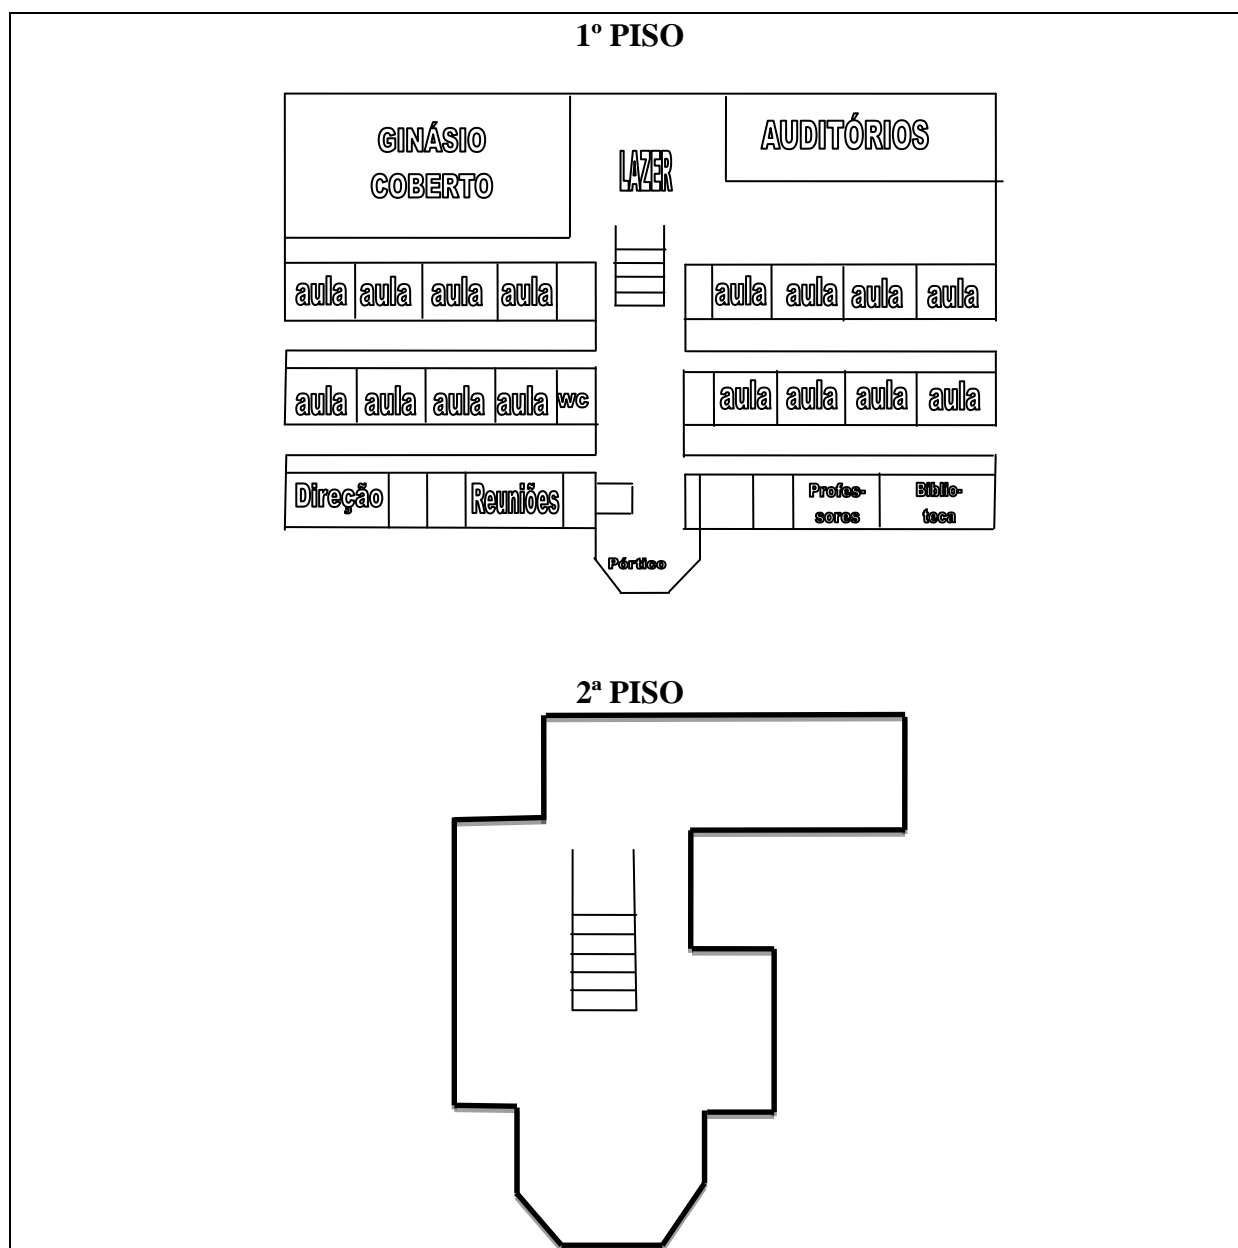 1º PISO
GINÁSIO
COBERTO
LAZER
AUDITÓRIOS
aula aula aula aula aula aula aula aula
aula aula aula aula wc aula aula aula aula
Direção Reuniões Profes-
sores Biblio-
teca
Pórtico
2ª PISO